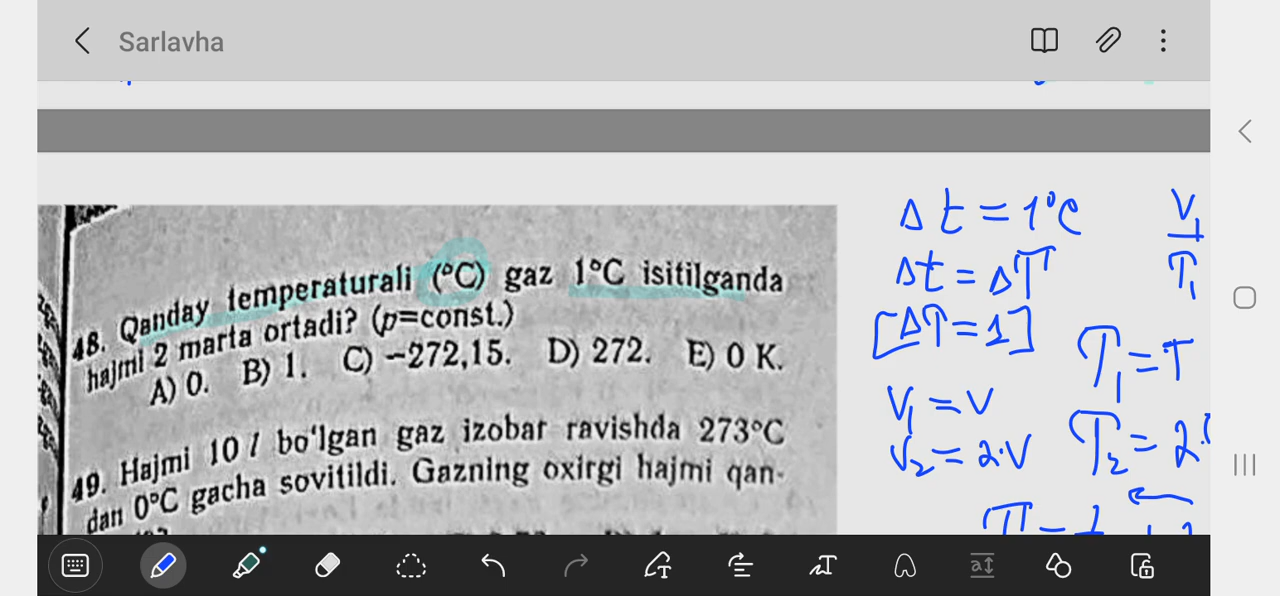 Sarlavha
48. Qanday temperaturali (°C) gaz 1°C isitilganda
hajmi 2 marta ortadi? (p=const.)
A) 0. B) 1. C) −272,15. D) 272. E) 0 K.
49. Hajmi 10 l bo'lgan gaz izobar ravishda 273°C
dan 0°C gacha sovitildi. Gazning oxirgi hajmi qan-
Δt = 1°C
Δt = ΔT
[ΔT = 1]
V₁ = V
V₂ = 2·V
V₁
T₁
T₁ = T
T₂ = 2·